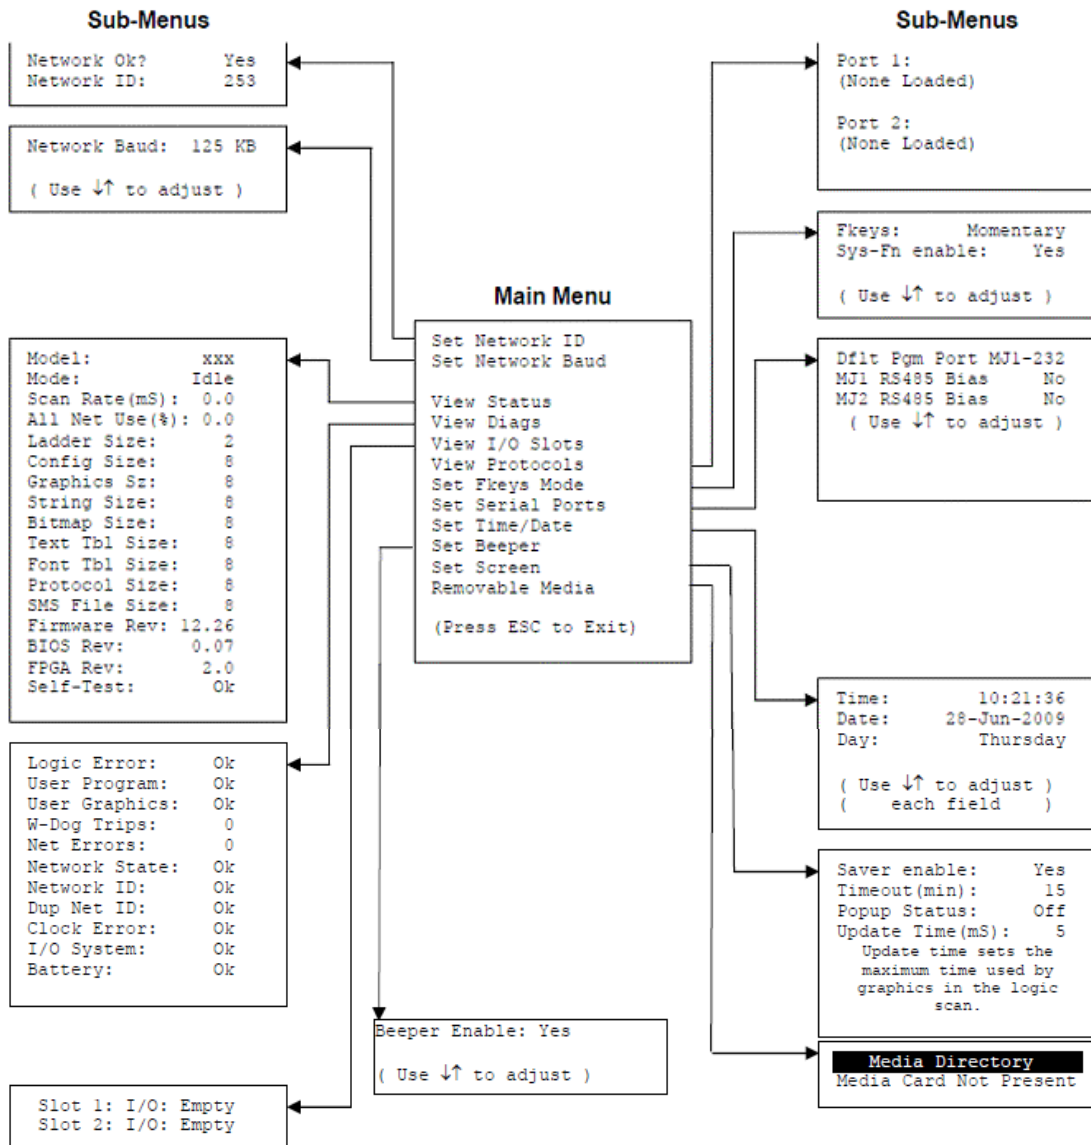 Sub-Menus
Network Ok? Yes
Network ID: 253
Network Baud: 125 KB
( Use ↓↑ to adjust )
Model: xxx
Mode: Idle
Scan Rate(mS): 0.0
All Net Use(%): 0.0
Ladder Size: 2
Config Size: 8
Graphics Sz: 8
String Size: 8
Bitmap Size: 8
Text Tbl Size: 8
Font Tbl Size: 8
Protocol Size: 8
SMS File Size: 8
Firmware Rev: 12.26
BIOS Rev: 0.07
FPGA Rev: 2.0
Self-Test: Ok
Logic Error: Ok
User Program: Ok
User Graphics: Ok
W-Dog Trips: 0
Net Errors: 0
Network State: Ok
Network ID: Ok
Dup Net ID: Ok
Clock Error: Ok
I/O System: Ok
Battery: Ok
Slot 1: I/O: Empty
Slot 2: I/O: Empty
Main Menu
Set Network ID
Set Network Baud
View Status
View Diags
View I/O Slots
View Protocols
Set Fkeys Mode
Set Serial Ports
Set Time/Date
Set Beeper
Set Screen
Removable Media
(Press ESC to Exit)
Beeper Enable: Yes
( Use ↓↑ to adjust )
Sub-Menus
Port 1:
(None Loaded)
Port 2:
(None Loaded)
Fkeys: Momentary
Sys-Fn enable: Yes
( Use ↓↑ to adjust )
Dflt Pgm Port MJ1-232
MJ1 RS485 Bias No
MJ2 RS485 Bias No
( Use ↓↑ to adjust )
Time: 10:21:36
Date: 28-Jun-2009
Day: Thursday
( Use ↓↑ to adjust )
( each field )
Saver enable: Yes
Timeout(min): 15
Popup Status: Off
Update Time(mS): 5
Update time sets the
maximum time used by
graphics in the logic
scan.
Media Directory
Media Card Not Present